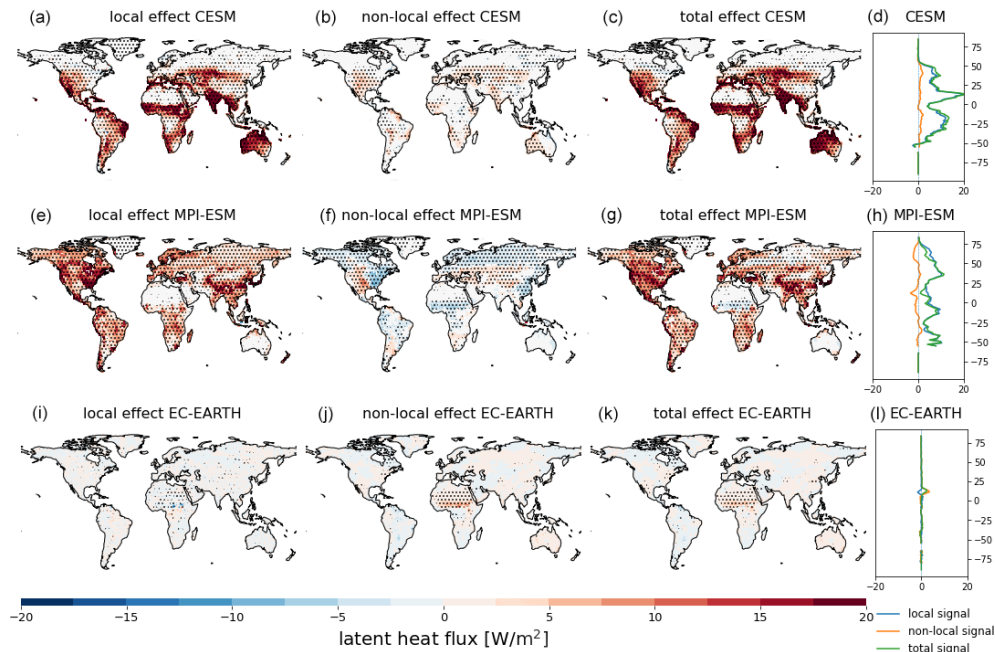 (a) local effect CESM
(b) non-local effect CESM
(c) total effect CESM
(d) CESM
75
50
25
0
−25
−50
−75
−20 0 20
(e) local effect MPI-ESM
(f) non-local effect MPI-ESM
(g) total effect MPI-ESM
(h) MPI-ESM
75
50
25
0
−25
−50
−75
−20 0 20
(i) local effect EC-EARTH
(j) non-local effect EC-EARTH
(k) total effect EC-EARTH
(l) EC-EARTH
75
50
25
0
−25
−50
−75
−20 0 20
−20 −15 −10 −5 0 5 10 15 20
latent heat flux [W/m²]
local signal
non-local signal
total signal